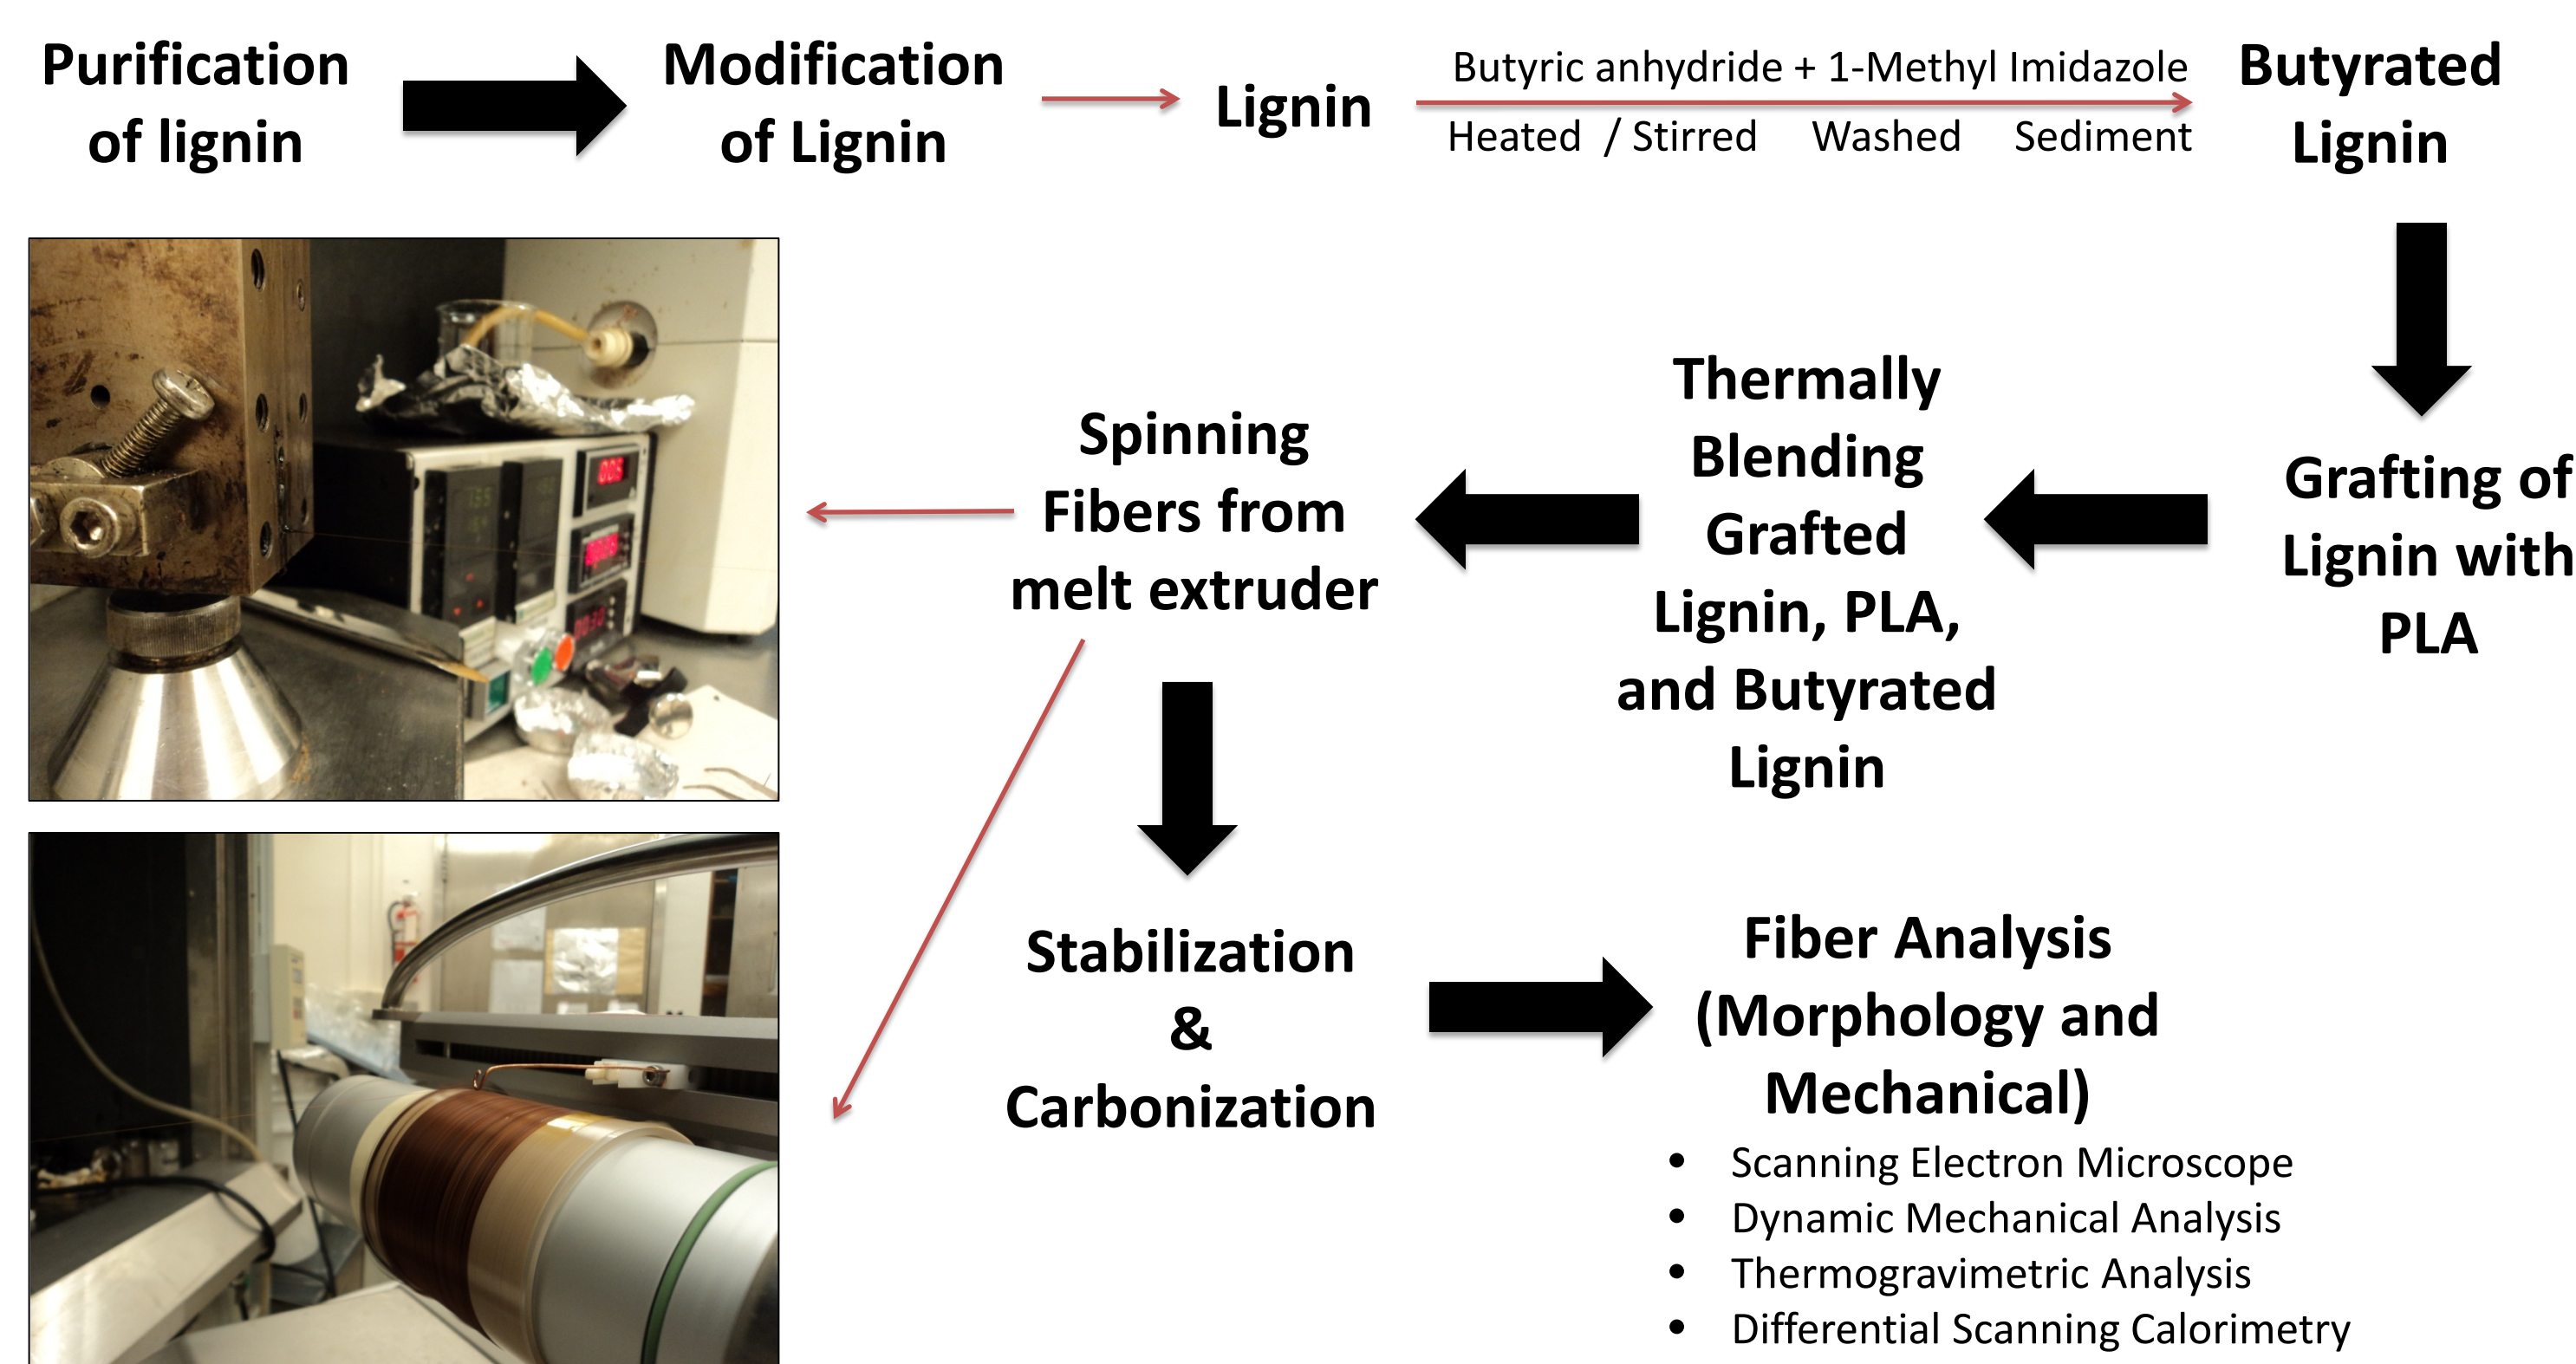 Purification
of lignin
Modification
of Lignin
Lignin
Butyric anhydride + 1-Methyl Imidazole
Heated / Stirred Washed Sediment
Butyrated
Lignin
Grafting of
Lignin with
PLA
Thermally
Blending
Grafted
Lignin, PLA,
and Butyrated
Lignin
Spinning
Fibers from
melt extruder
Stabilization
&
Carbonization
Fiber Analysis
(Morphology and
Mechanical)
• Scanning Electron Microscope
• Dynamic Mechanical Analysis
• Thermogravimetric Analysis
• Differential Scanning Calorimetry